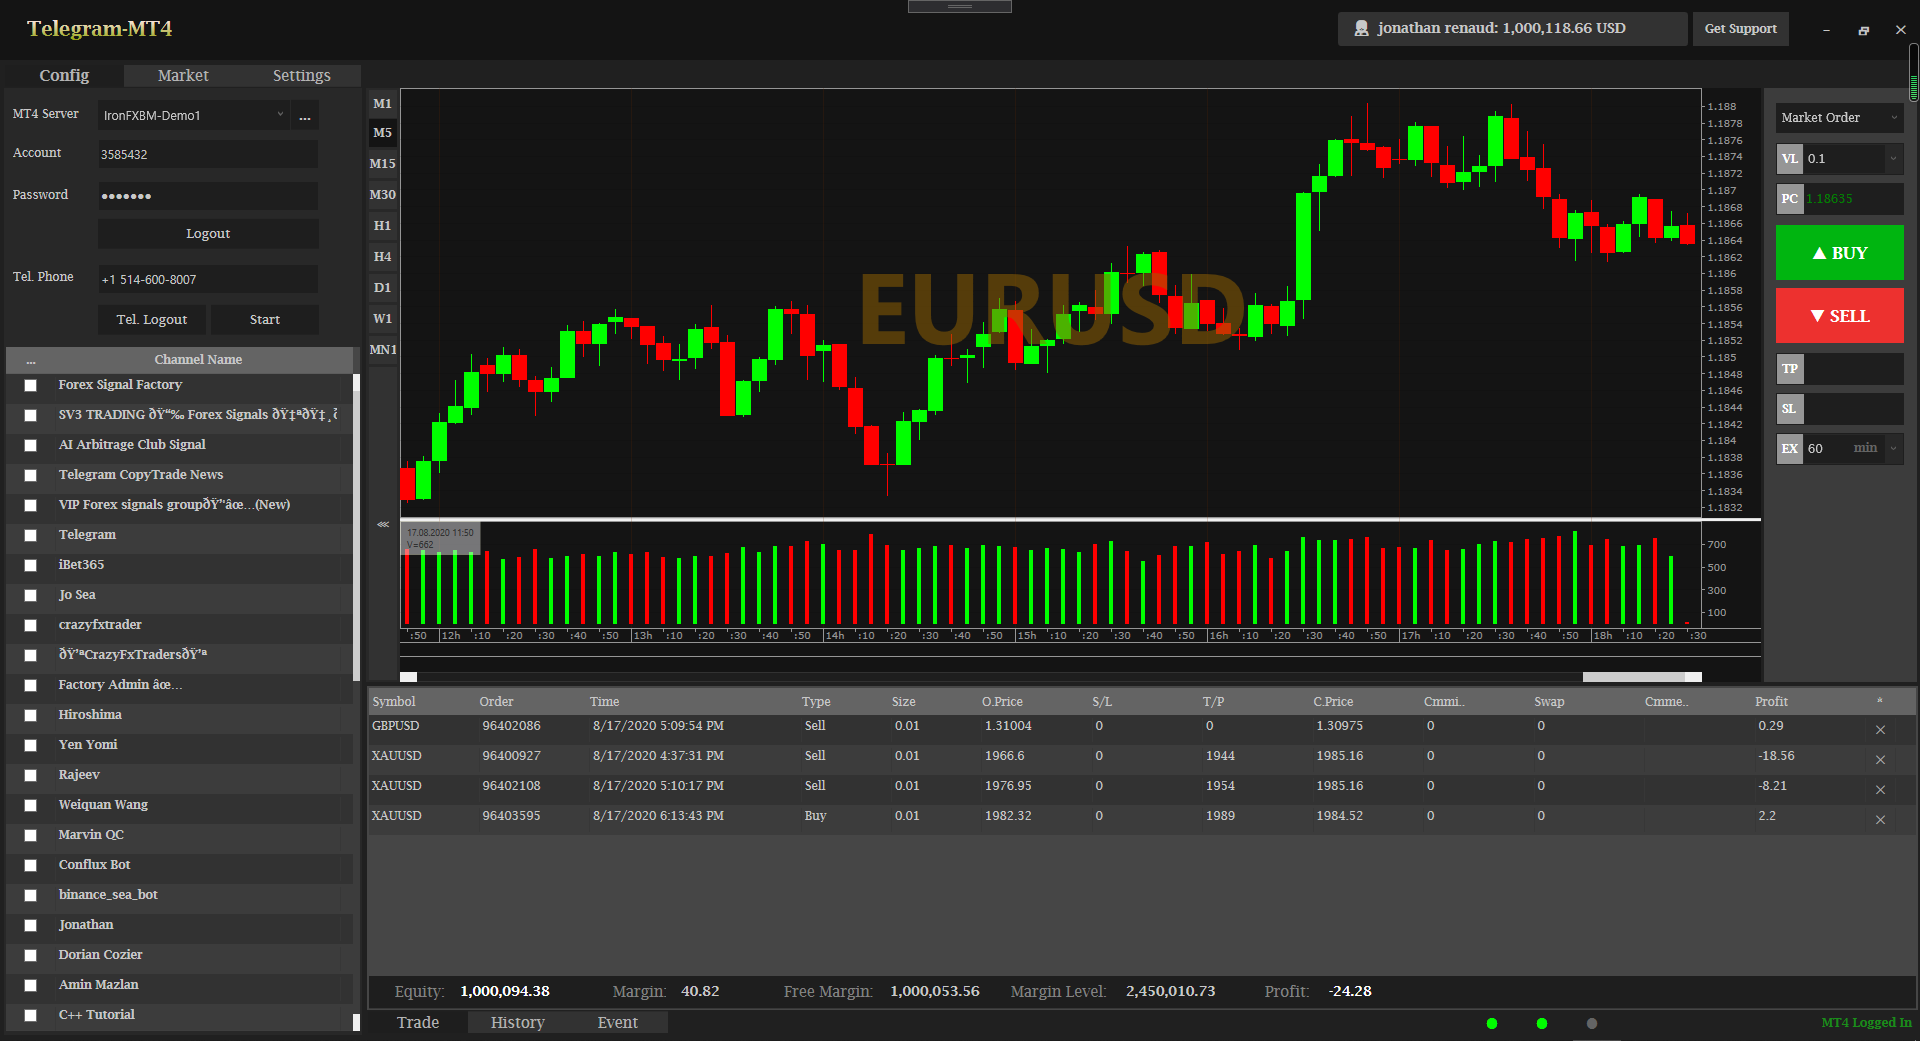 Telegram-MT4
jonathan renaud: 1,000,118.66 USD
Get Support
Config Market Settings
MT4 Server IronFXBM-Demo1 ...
Account 3585432
Password •••••••
Logout
Tel. Phone +1 514-600-8007
Tel. Logout Start
... Channel Name
Forex Signal Factory
SV3 TRADING ðŸ“‰ Forex Signals
AI Arbitrage Club Signal
Telegram CopyTrade News
VIP Forex signals groupðŸ’'âœ…(New)
Telegram
iBet365
Jo Sea
crazyfxtrader
ðŸ’ªCrazyFxTradersðŸ’ª
Factory Admin âœ…
Hiroshima
Yen Yomi
Rajeev
Weiquan Wang
Marvin QC
Conflux Bot
binance_sea_bot
Jonathan
Dorian Cozier
Amin Mazlan
C++ Tutorial
M1
M5
M15
M30
H1
H4
D1
W1
MN1
EURUSD
1.188
1.1878
1.1876
1.1874
1.1872
1.187
1.1868
1.1866
1.1864
1.1862
1.186
1.1858
1.1856
1.1854
1.1852
1.185
1.1848
1.1846
1.1844
1.1842
1.184
1.1838
1.1836
1.1834
1.1832
17.08.2020 11:50
V=662
700
500
300
100
:50 12h :10 :20 :30 :40 :50 13h :10 :20 :30 :40 :50 14h :10 :20 :30 :40 :50 15h :10 :20 :30 :40 :50 16h :10 :20 :30 :40 :50 17h :10 :20 :30 :40 :50 18h :10 :20 :30
Market Order
VL 0.1
PC 1.18635
▲ BUY
▼ SELL
TP
SL
EX 60 min
Symbol Order Time Type Size O.Price S/L T/P C.Price Cmmi.. Swap Cmme.. Profit *
GBPUSD 96402086 8/17/2020 5:09:54 PM Sell 0.01 1.31004 0 0 1.30975 0 0 0.29
XAUUSD 96400927 8/17/2020 4:37:31 PM Sell 0.01 1966.6 0 1944 1985.16 0 0 -18.56
XAUUSD 96402108 8/17/2020 5:10:17 PM Sell 0.01 1976.95 0 1954 1985.16 0 0 -8.21
XAUUSD 96403595 8/17/2020 6:13:43 PM Buy 0.01 1982.32 0 1989 1984.52 0 0 2.2
Equity: 1,000,094.38 Margin: 40.82 Free Margin: 1,000,053.56 Margin Level: 2,450,010.73 Profit: -24.28
Trade History Event
MT4 Logged In